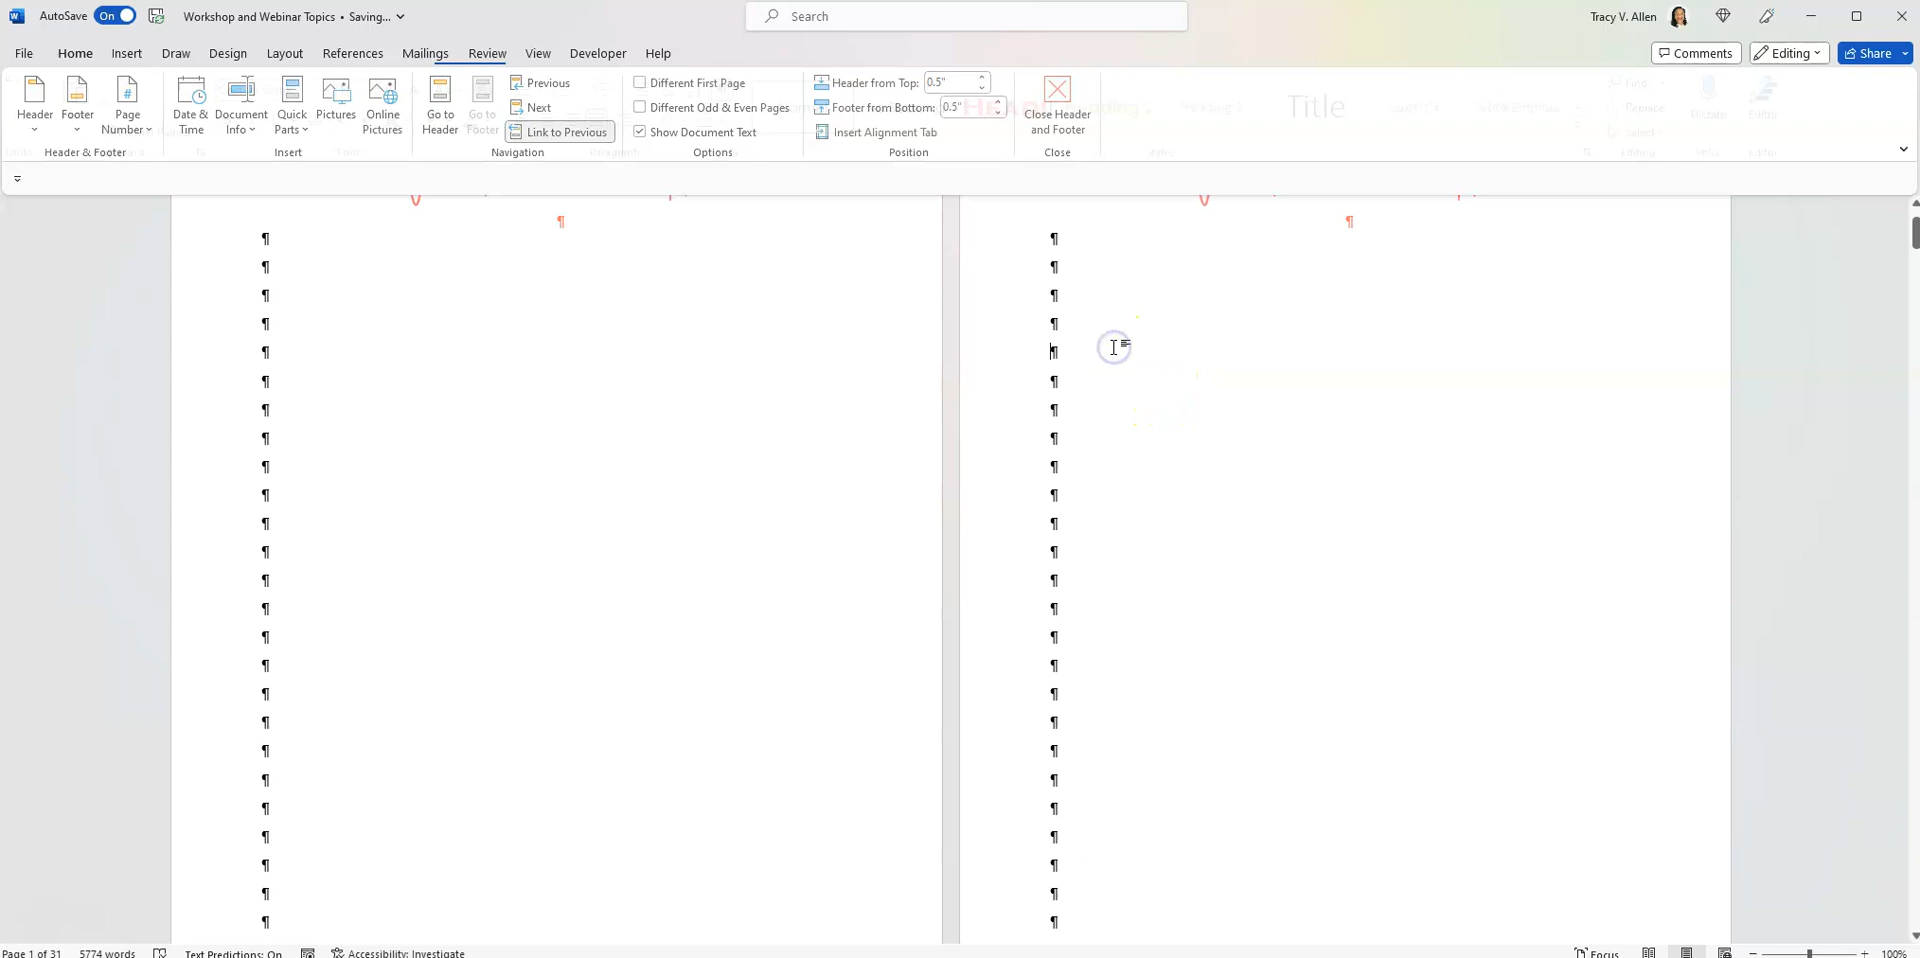 AutoSave On Workshop and Webinar Topics • Saving... Search Tracy V. Allen
File Home Insert Draw Design Layout References Mailings Review View Developer Help Comments Editing Share
Header Footer Page Number
Date & Time Document Info Quick Parts Pictures Online Pictures
Go to Header Go to Footer Previous Next Link to Previous
Different First Page
Different Odd & Even Pages
Show Document Text
Header from Top: 0.5"
Footer from Bottom: 0.5"
Insert Alignment Tab
Close Header and Footer
Title
Find
Replace
Select
Dictate
Editor
Header & Footer Insert Navigation Options Position Close
Page 1 of 31 5774 words Text Predictions: On Accessibility: Investigate Focus 100%